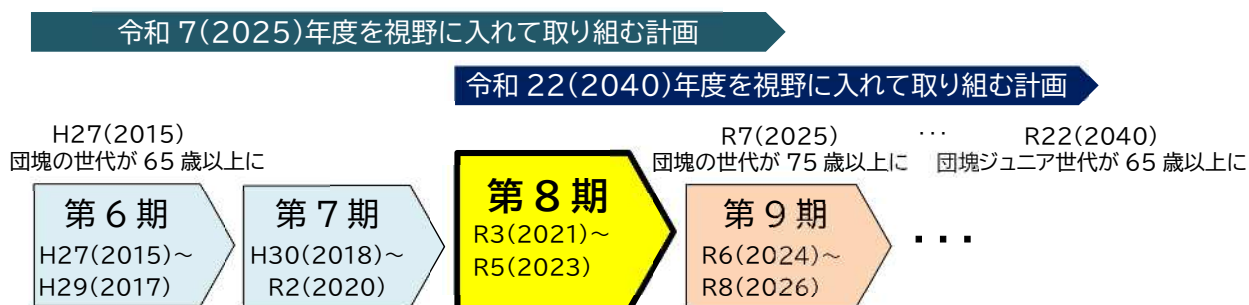 令和 7(2025)年度を視野に入れて取り組む計画
令和 22(2040)年度を視野に入れて取り組む計画
H27(2015)
団塊の世代が 65 歳以上に
R7(2025)
団塊の世代が 75 歳以上に
･･･
R22(2040)
団塊ジュニア世代が 65 歳以上に
第 6 期
H27(2015)～
H29(2017)
第 7 期
H30(2018)～
R2(2020)
第 8 期
R3(2021)～
R5(2023)
第 9 期
R6(2024)～
R8(2026)
･･･